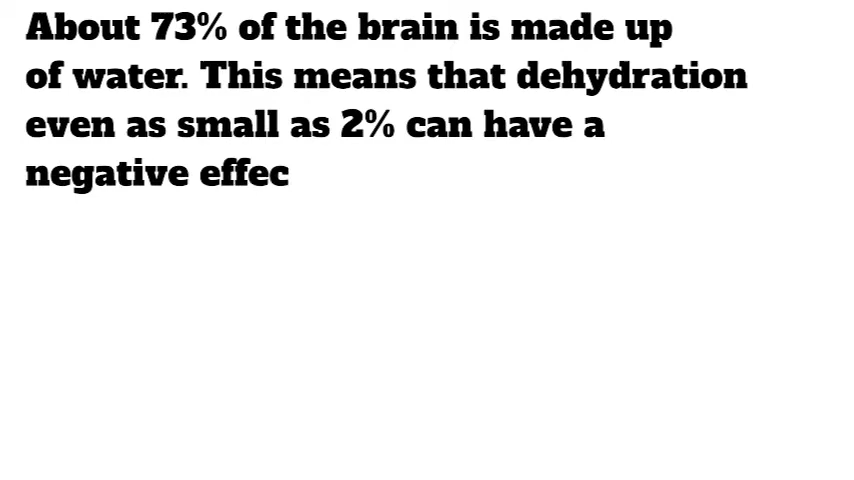 About 73% of the brain is made up
of water. This means that dehydration
even as small as 2% can have a
negative effec